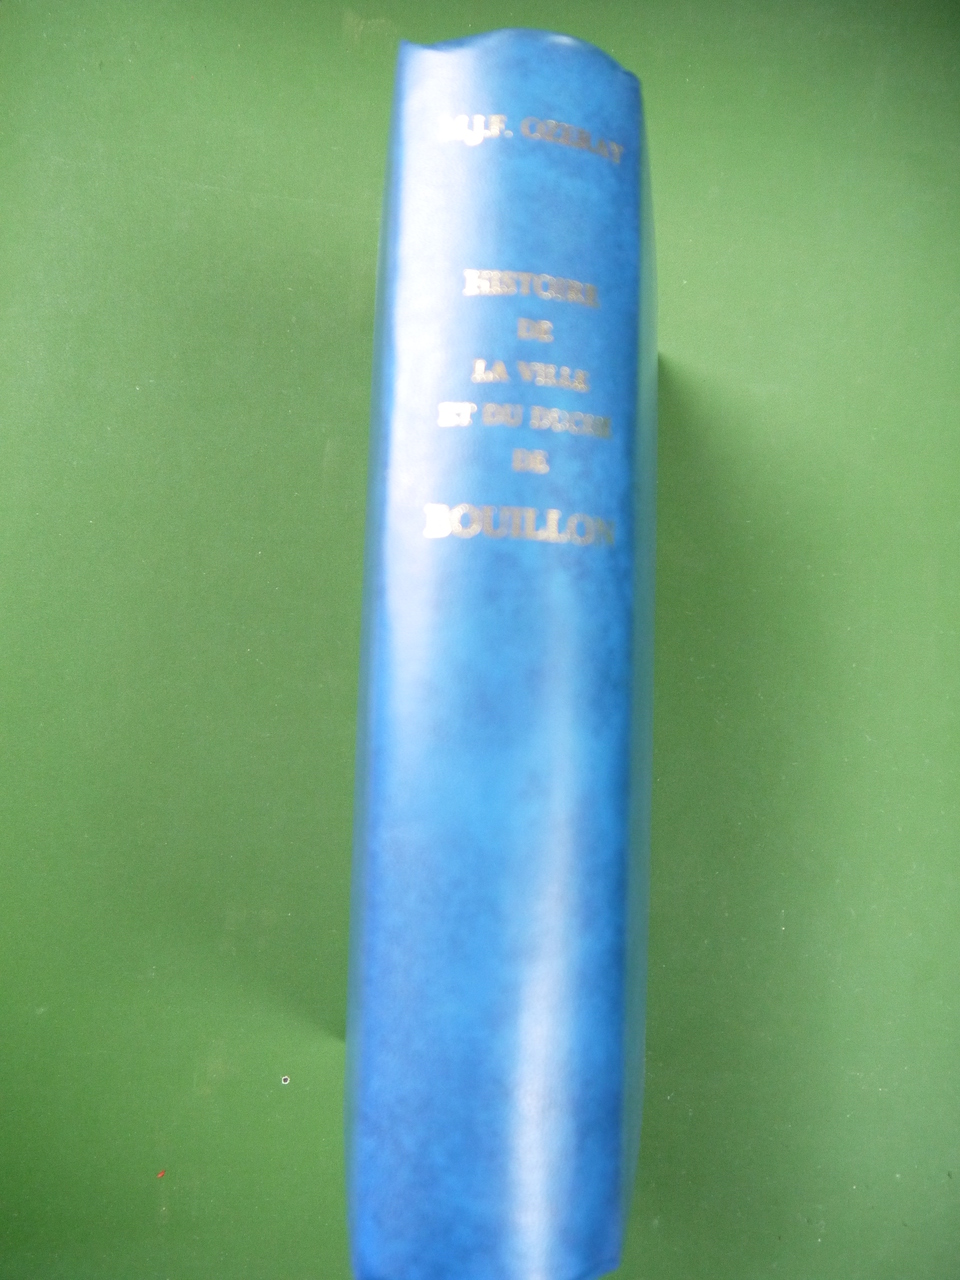 M.J.F. OZERAY
HISTOIRE
DE
LA VILLE
ET DU DUCHÉ
DE
BOUILLON